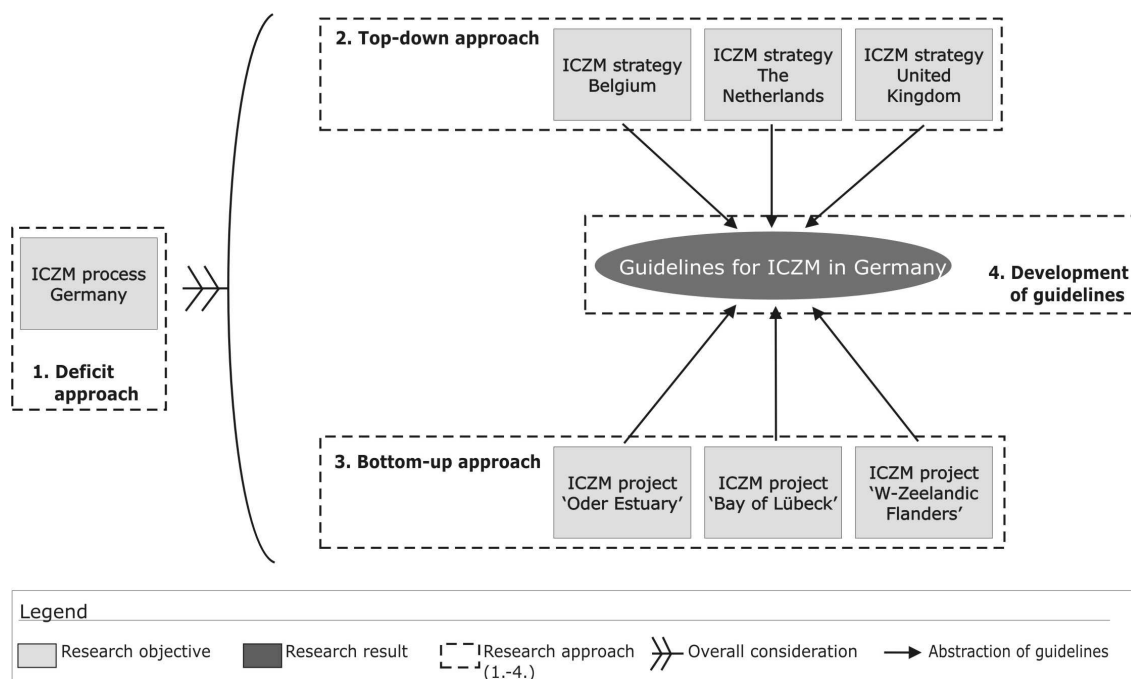 2. Top-down approach
ICZM strategy
Belgium
ICZM strategy
The
Netherlands
ICZM strategy
United
Kingdom
ICZM process
Germany
1. Deficit
approach
Guidelines for ICZM in Germany
4. Development
of guidelines
3. Bottom-up approach
ICZM project
‘Oder Estuary’
ICZM project
‘Bay of Lübeck’
ICZM project
‘W-Zeelandic
Flanders’
Legend
Research objective
Research result
Research approach
(1.-4.)
Overall consideration
Abstraction of guidelines